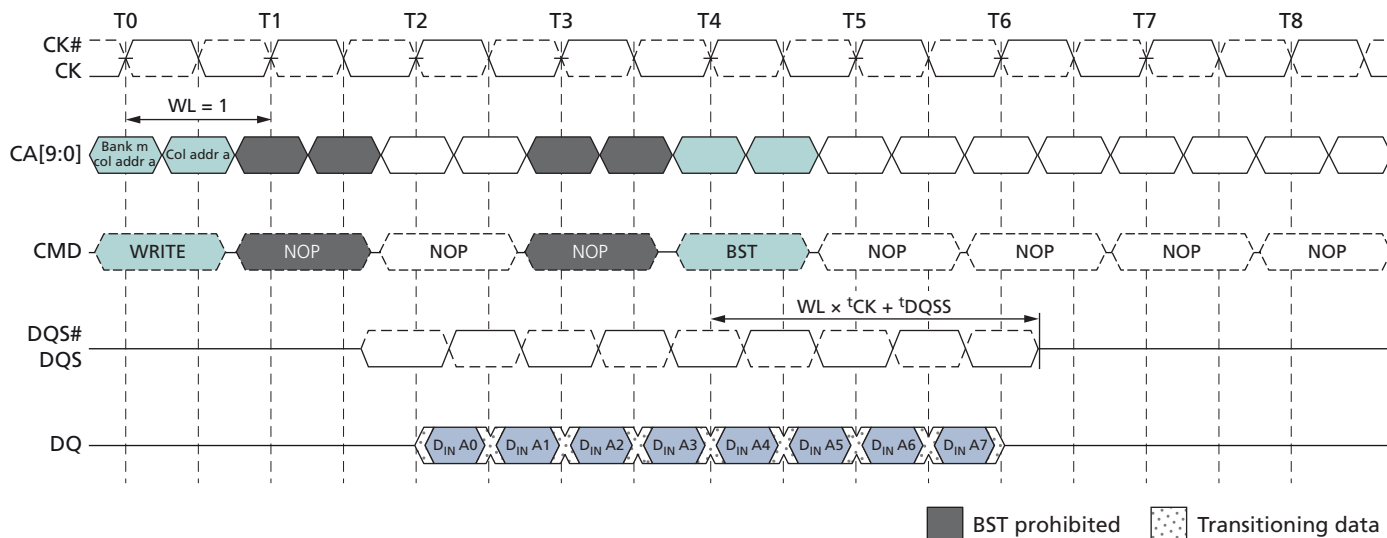 T0 T1 T2 T3 T4 T5 T6 T7 T8
CK#
CK
WL = 1
CA[9:0] Bank m col addr a Col addr a
CMD WRITE NOP NOP NOP BST NOP NOP NOP NOP
WL × tCK + tDQSS
DQS#
DQS
DQ DIN A0 DIN A1 DIN A2 DIN A3 DIN A4 DIN A5 DIN A6 DIN A7
BST prohibited Transitioning data